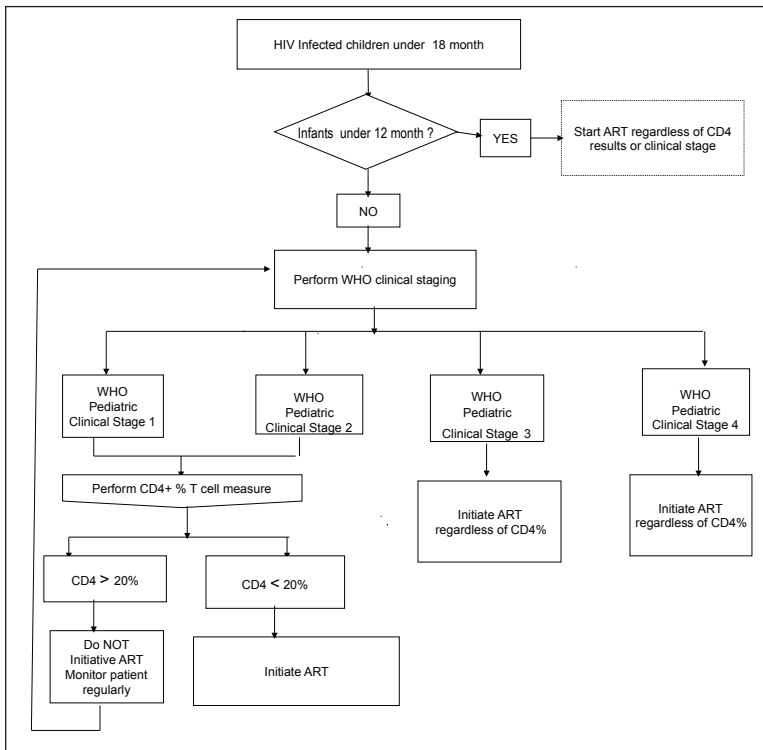 HIV Infected children under 18 month
Infants under 12 month ?
YES
Start ART regardless of CD4
results or clinical stage
NO
Perform WHO clinical staging
WHO
Pediatric
Clinical Stage 1
WHO
Pediatric
Clinical Stage 2
WHO
Pediatric
Clinical Stage 3
WHO
Pediatric
Clinical Stage 4
Perform CD4+ % T cell measure
Initiate ART
regardless of CD4%
Initiate ART
regardless of CD4%
CD4 > 20%
CD4 < 20%
Do NOT
Initiative ART
Monitor patient
regularly
Initiate ART